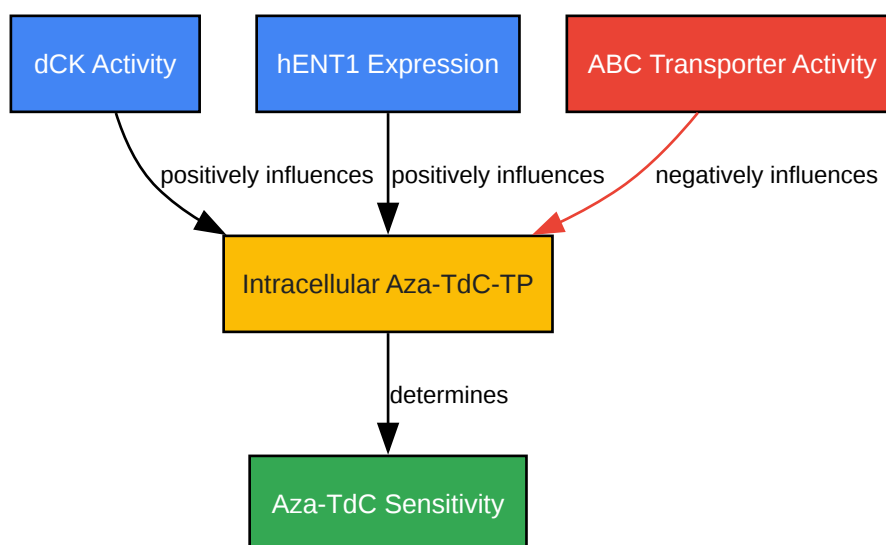 dCK Activity
hENT1 Expression
ABC Transporter Activity
positively influences
positively influences
negatively influences
Intracellular Aza-TdC-TP
determines
Aza-TdC Sensitivity